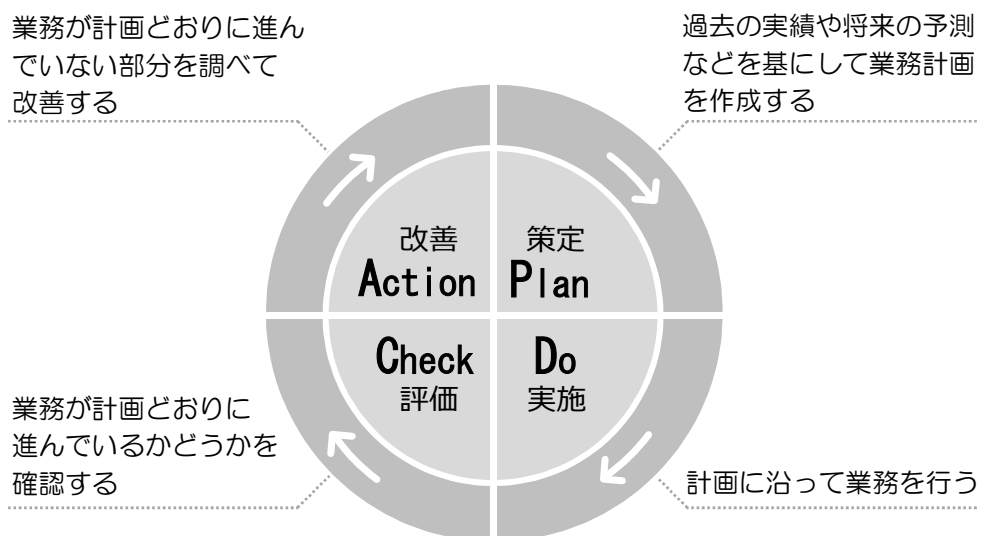 業務が計画どおりに進ん
でいない部分を調べて
改善する
過去の実績や将来の予測
などを基にして業務計画
を作成する
改善
Action
策定
Plan
Check
評価
Do
実施
業務が計画どおりに
進んでいるかどうかを
確認する
計画に沿って業務を行う